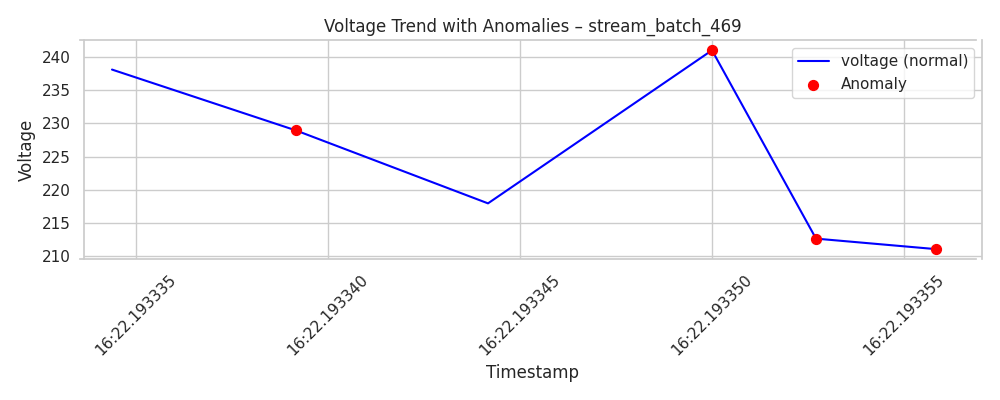 Voltage Trend with Anomalies – stream_batch_469
voltage (normal)
Anomaly
Voltage
240
235
230
225
220
215
210
16:22.193335
16:22.193340
16:22.193345
16:22.193350
16:22.193355
Timestamp